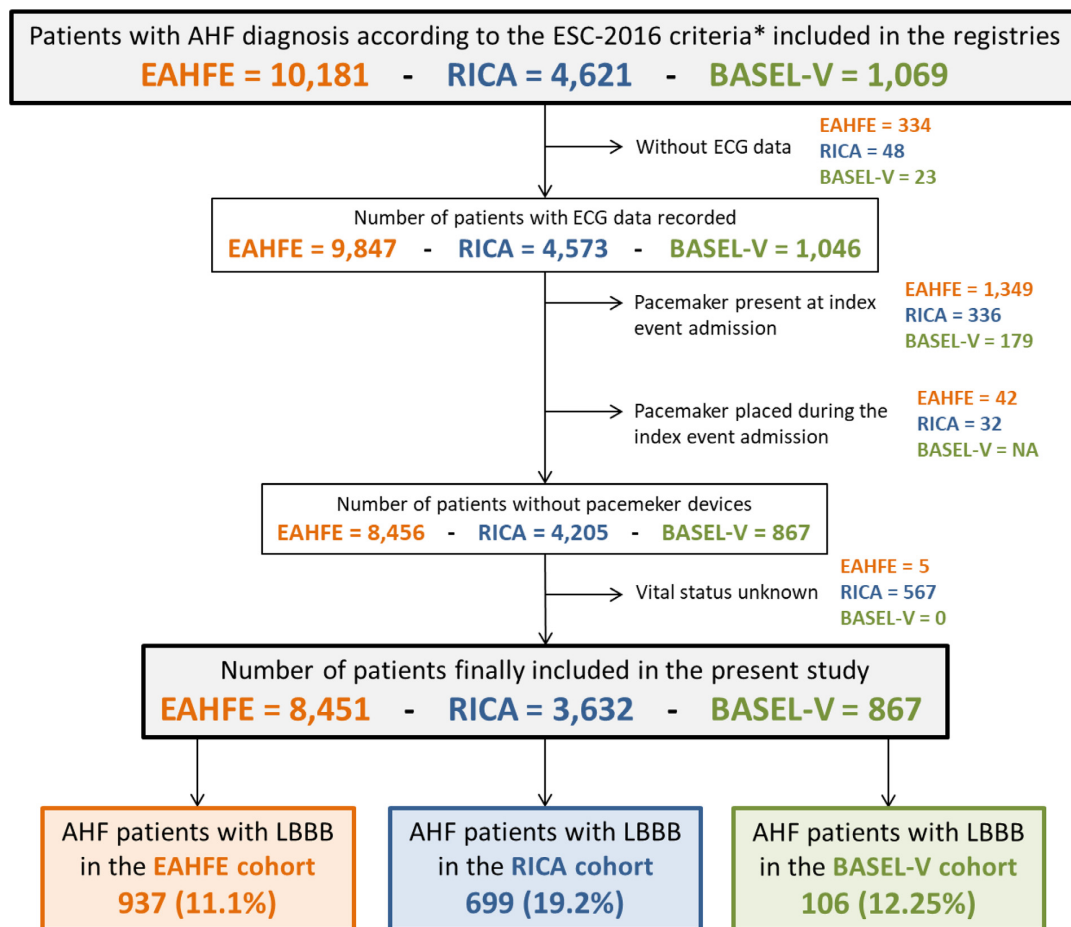 Patients with AHF diagnosis according to the ESC-2016 criteria* included in the registries
EAHFE = 10,181 - RICA = 4,621 - BASEL-V = 1,069
Without ECG data
EAHFE = 334
RICA = 48
BASEL-V = 23
Number of patients with ECG data recorded
EAHFE = 9,847 - RICA = 4,573 - BASEL-V = 1,046
Pacemaker present at index
event admission
EAHFE = 1,349
RICA = 336
BASEL-V = 179
Pacemaker placed during the
index event admission
EAHFE = 42
RICA = 32
BASEL-V = NA
Number of patients without pacemeker devices
EAHFE = 8,456 - RICA = 4,205 - BASEL-V = 867
Vital status unknown
EAHFE = 5
RICA = 567
BASEL-V = 0
Number of patients finally included in the present study
EAHFE = 8,451 - RICA = 3,632 - BASEL-V = 867
AHF patients with LBBB
in the EAHFE cohort
937 (11.1%)
AHF patients with LBBB
in the RICA cohort
699 (19.2%)
AHF patients with LBBB
in the BASEL-V cohort
106 (12.25%)